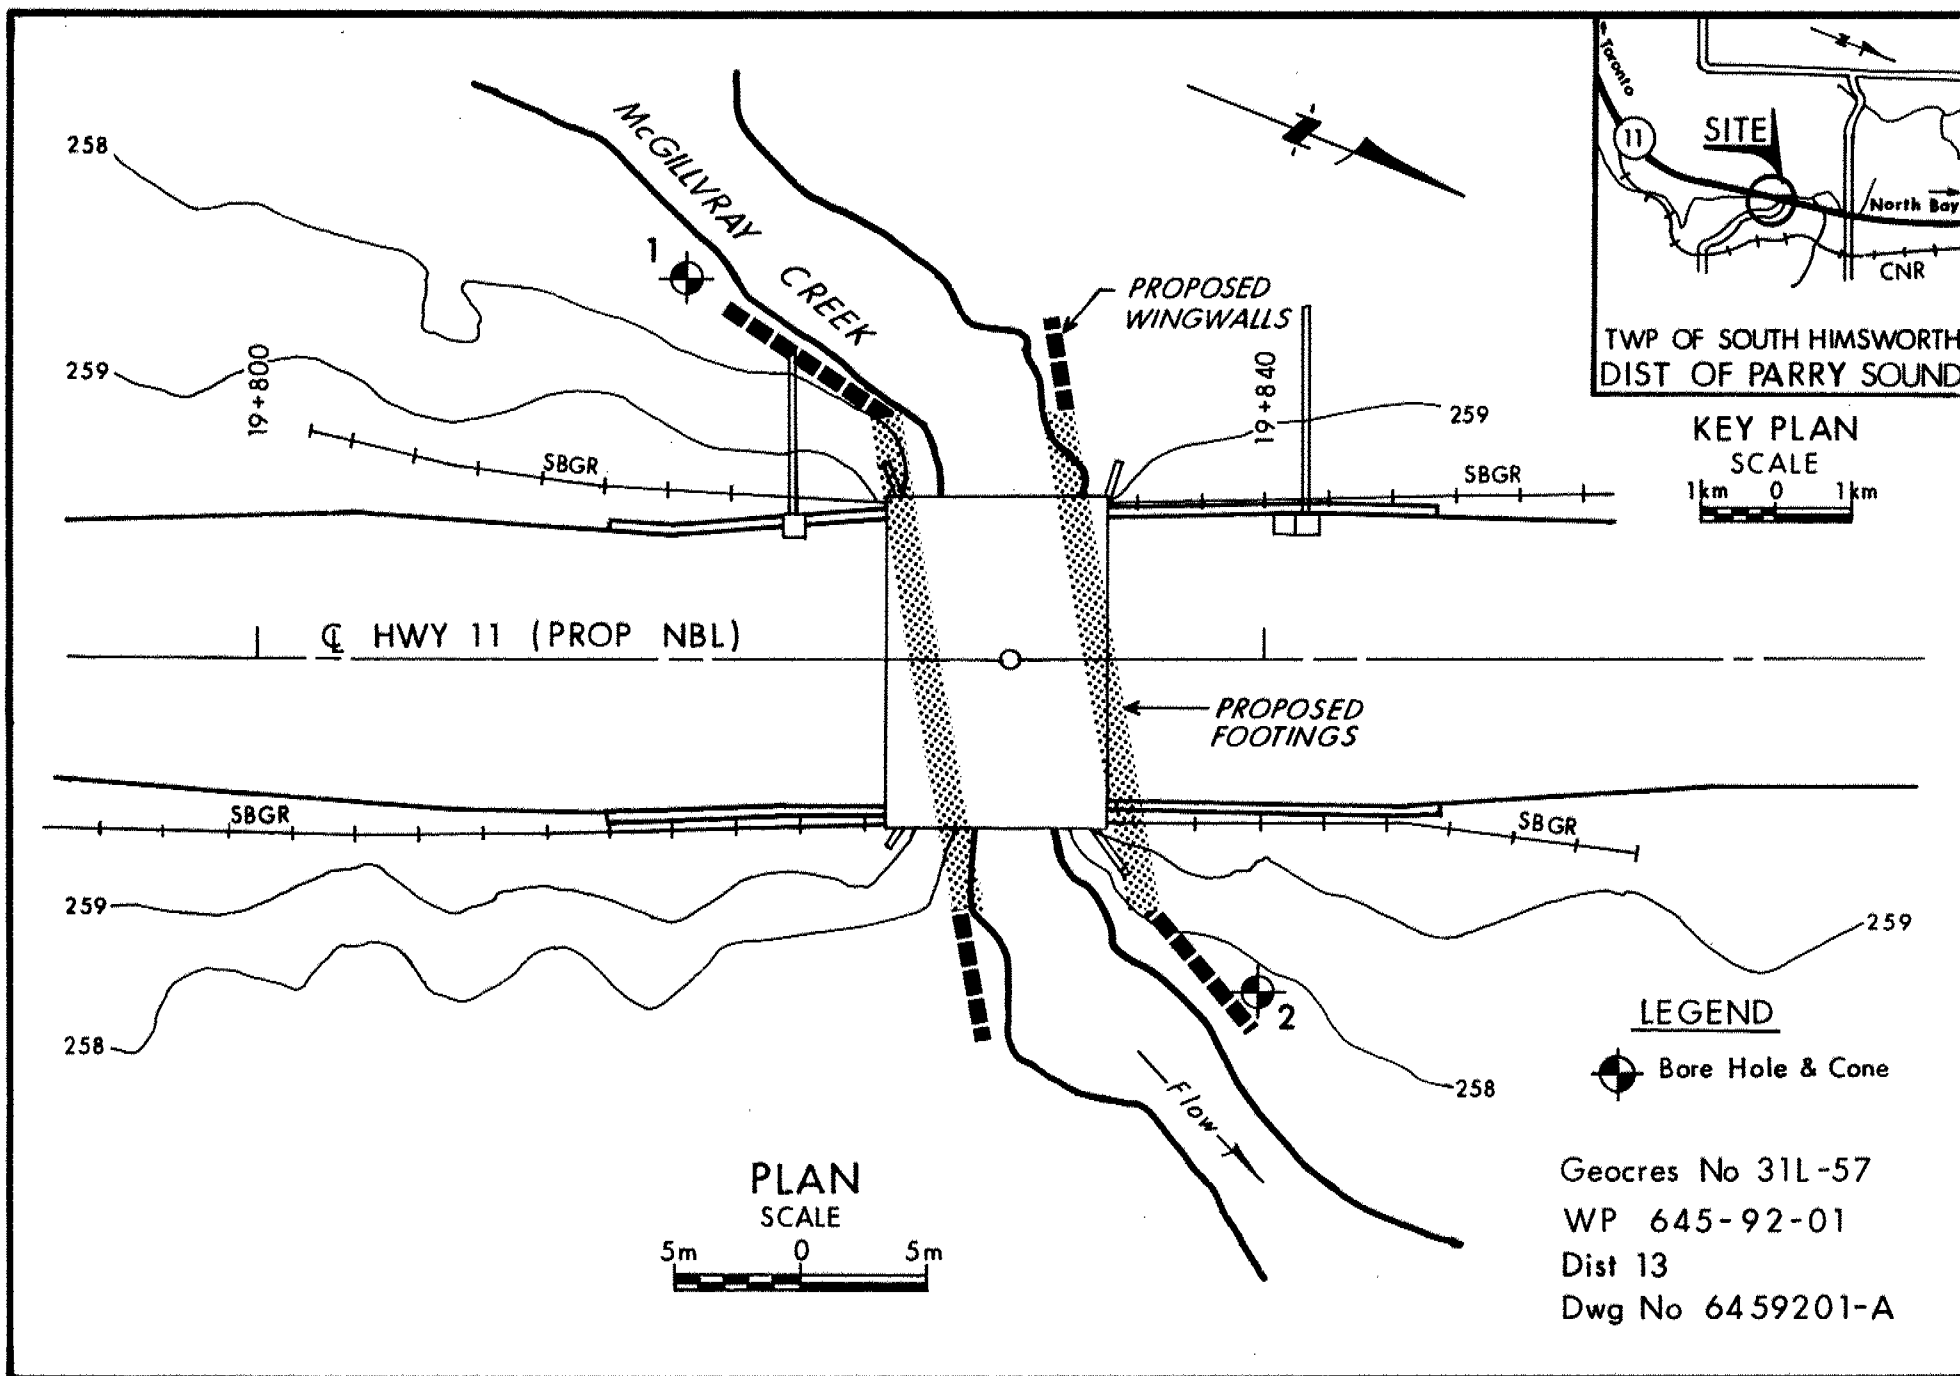 Toronto
N
11
SITE
North Bay
CNR
TWP OF SOUTH HIMSWORTH
DIST OF PARRY SOUND
KEY PLAN
SCALE
1km 0 1km
258
McGILLVRAY
CREEK
N
1
PROPOSED
WINGWALLS
259
19+800
19+840
259
SBGR
SBGR
℄ HWY 11 (PROP NBL)
PROPOSED
FOOTINGS
SBGR
SBGR
259
259
2
258
258
Flow
LEGEND
Bore Hole & Cone
PLAN
SCALE
5m 0 5m
Geocres No 31L-57
WP 645-92-01
Dist 13
Dwg No 6459201-A